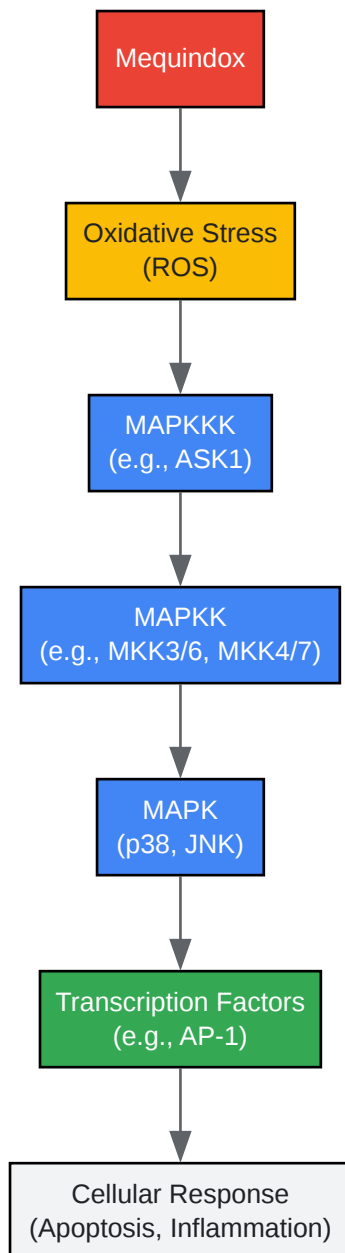 Mequindox
Oxidative Stress
(ROS)
MAPKKK
(e.g., ASK1)
MAPKK
(e.g., MKK3/6, MKK4/7)
MAPK
(p38, JNK)
Transcription Factors
(e.g., AP-1)
Cellular Response
(Apoptosis, Inflammation)